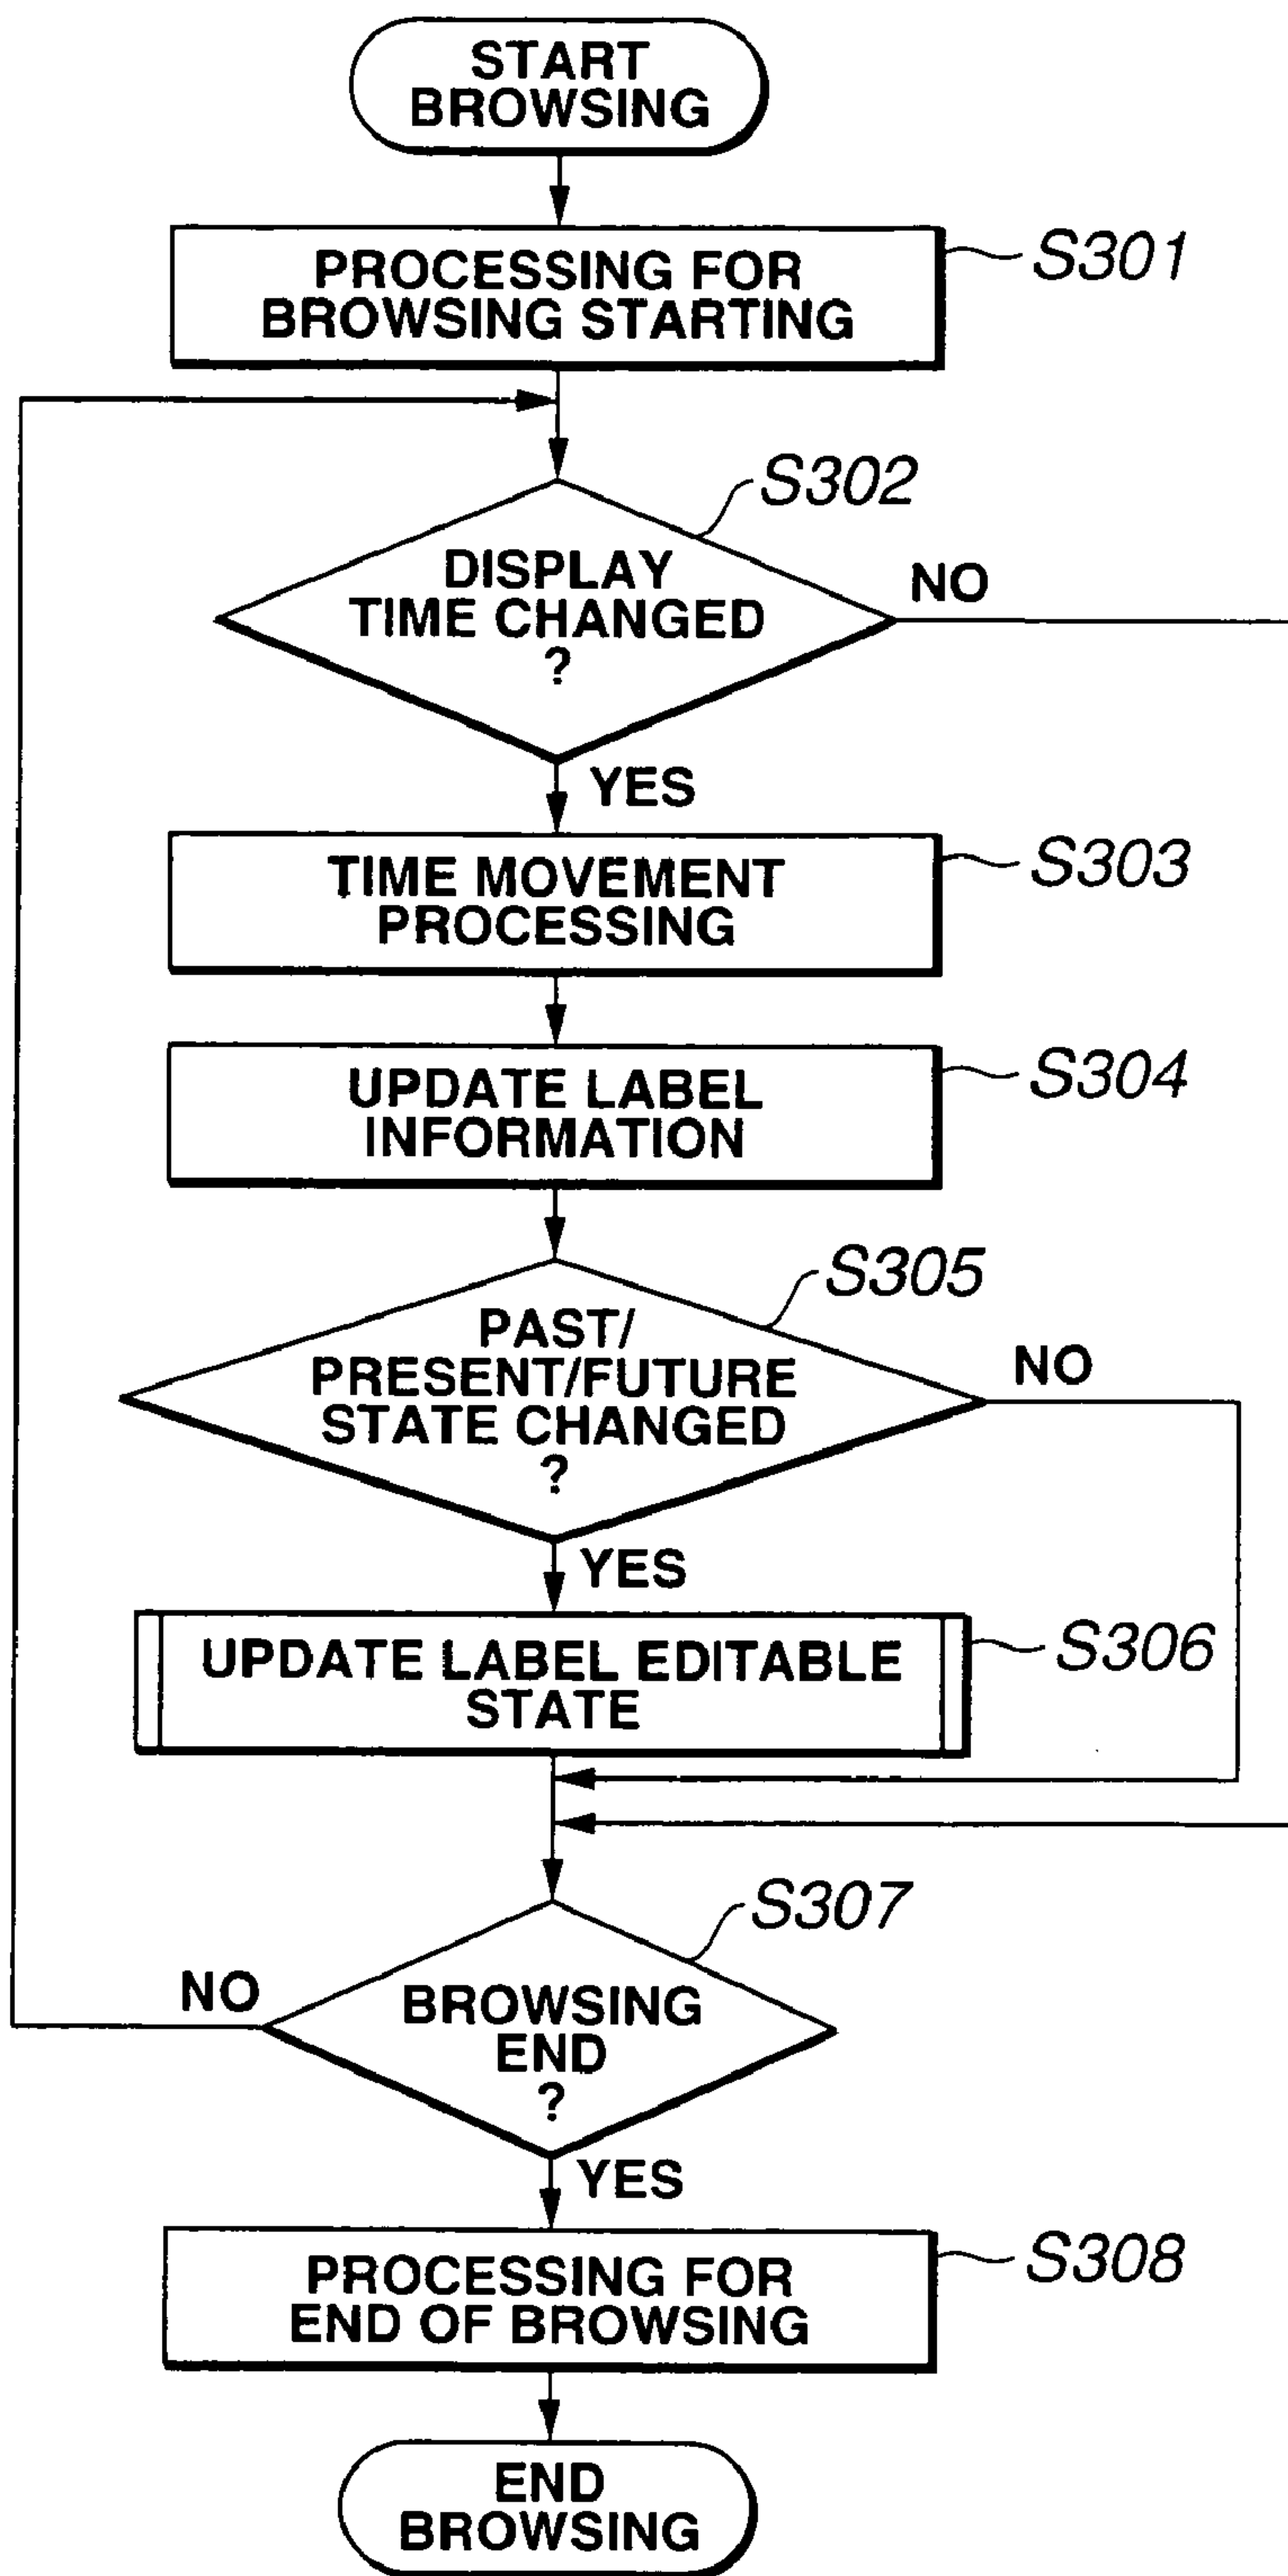 START
BROWSING
PROCESSING FOR
BROWSING STARTING
S301
S302
DISPLAY
TIME CHANGED
?
NO
YES
TIME MOVEMENT
PROCESSING
S303
UPDATE LABEL
INFORMATION
S304
S305
PAST/
PRESENT/FUTURE
STATE CHANGED
?
NO
YES
UPDATE LABEL EDITABLE
STATE
S306
S307
BROWSING
END
?
NO
YES
PROCESSING FOR
END OF BROWSING
S308
END
BROWSING